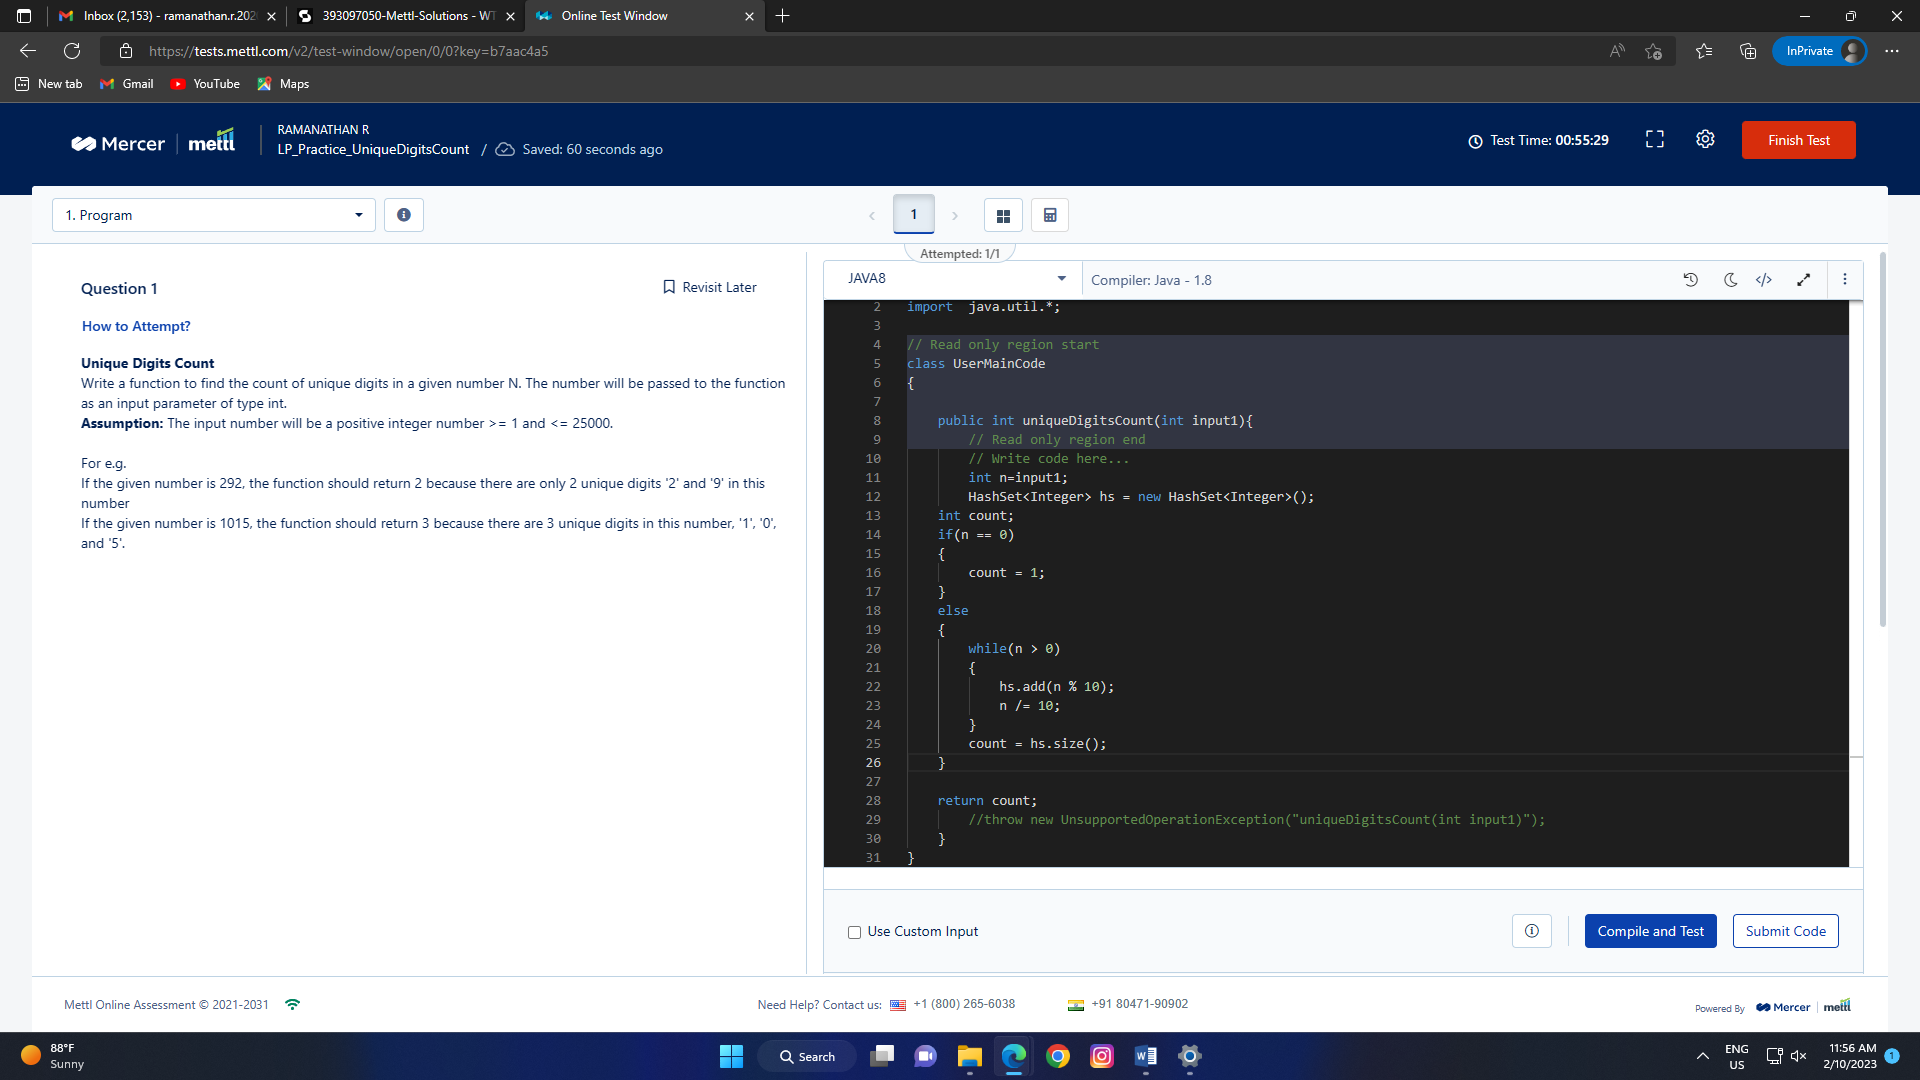 Inbox (2,153) - ramanathan.r.202
393097050-Mettl-Solutions - WT
Online Test Window
https://tests.mettl.com/v2/test-window/open/0/0?key=b7aac4a5
InPrivate
New tab
Gmail
YouTube
Maps
Mercer
mettl
RAMANATHAN R
LP_Practice_UniqueDigitsCount / Saved: 60 seconds ago
Test Time: 00:55:29
Finish Test
1. Program
1
Attempted: 1/1
Question 1
Revisit Later
How to Attempt?
Unique Digits Count
Write a function to find the count of unique digits in a given number N. The number will be passed to the function
as an input parameter of type int.
Assumption: The input number will be a positive integer number >= 1 and <= 25000.
For e.g.
If the given number is 292, the function should return 2 because there are only 2 unique digits '2' and '9' in this
number
If the given number is 1015, the function should return 3 because there are 3 unique digits in this number, '1', '0',
and '5'.
JAVA8
Compiler: Java - 1.8
2 import  java.util.*;
3
4 // Read only region start
5 class UserMainCode
6 {
7
8     public int uniqueDigitsCount(int input1){
9         // Read only region end
10         // Write code here...
11         int n=input1;
12         HashSet<Integer> hs = new HashSet<Integer>();
13     int count;
14     if(n == 0)
15     {
16         count = 1;
17     }
18     else
19     {
20         while(n > 0)
21         {
22             hs.add(n % 10);
23             n /= 10;
24         }
25         count = hs.size();
26     }
27
28     return count;
29         //throw new UnsupportedOperationException("uniqueDigitsCount(int input1)");
30     }
31 }
Use Custom Input
Compile and Test
Submit Code
Mettl Online Assessment © 2021-2031
Need Help? Contact us: +1 (800) 265-6038
+91 80471-90902
Powered By Mercer mettl
88°F
Sunny
Search
ENG
US
11:56 AM
2/10/2023
1